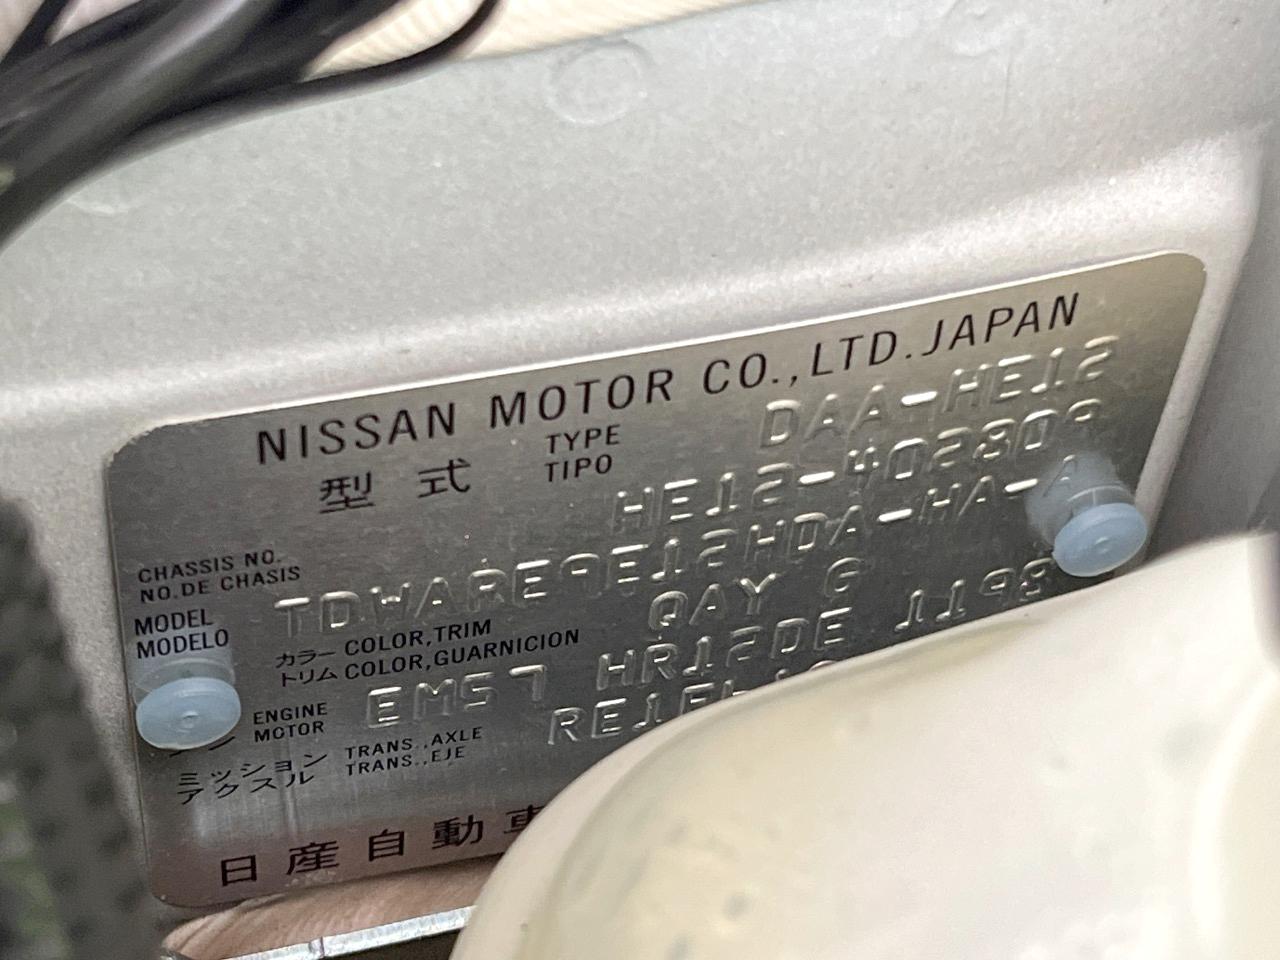 NISSAN MOTOR CO.,LTD.JAPAN
型式 TYPE TIPO DAA-HE12
CHASSIS NO.
NO.DE CHASIS HE12-402809
MODEL
MODELO TDWARE9E12HDA-HA-
カラー COLOR,TRIM QAY G
トリム COLOR,GUARNICION
ENGINE
MOTOR EM57 HR12DE 1198
ミッション TRANS.,AXLE
アクスル TRANS.,EJE
日産自動車